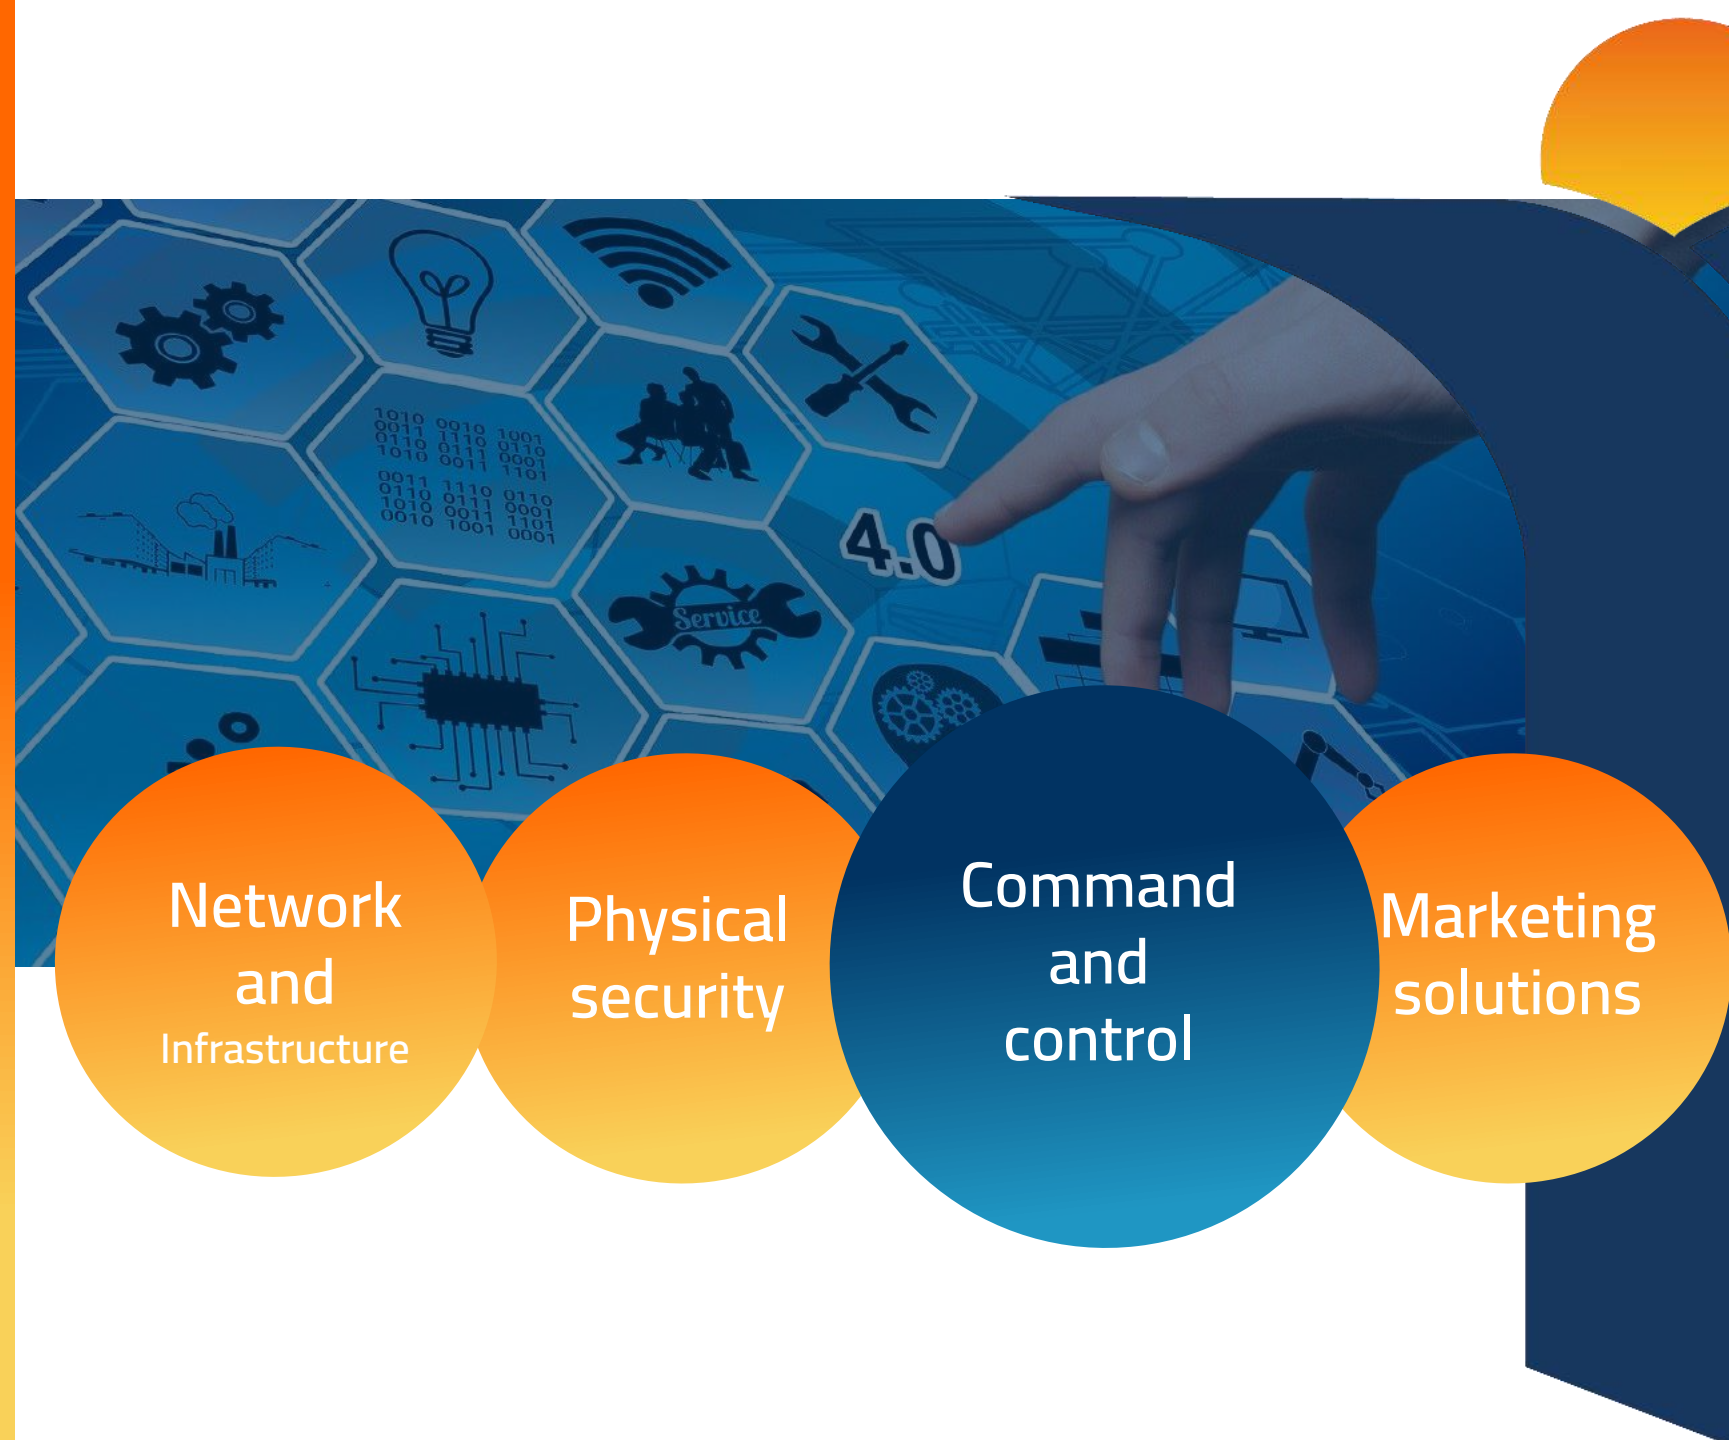 1010 0010 1001
0011 1110 0110
0110 0111 0001
1010 0011 1101
0011 1110 0110
0110 0111 0001
1010 0011 1101
0010 1001 0001
4.0
Service
Network
and
Infrastructure
Physical
security
Command
and
control
Marketing
solutions